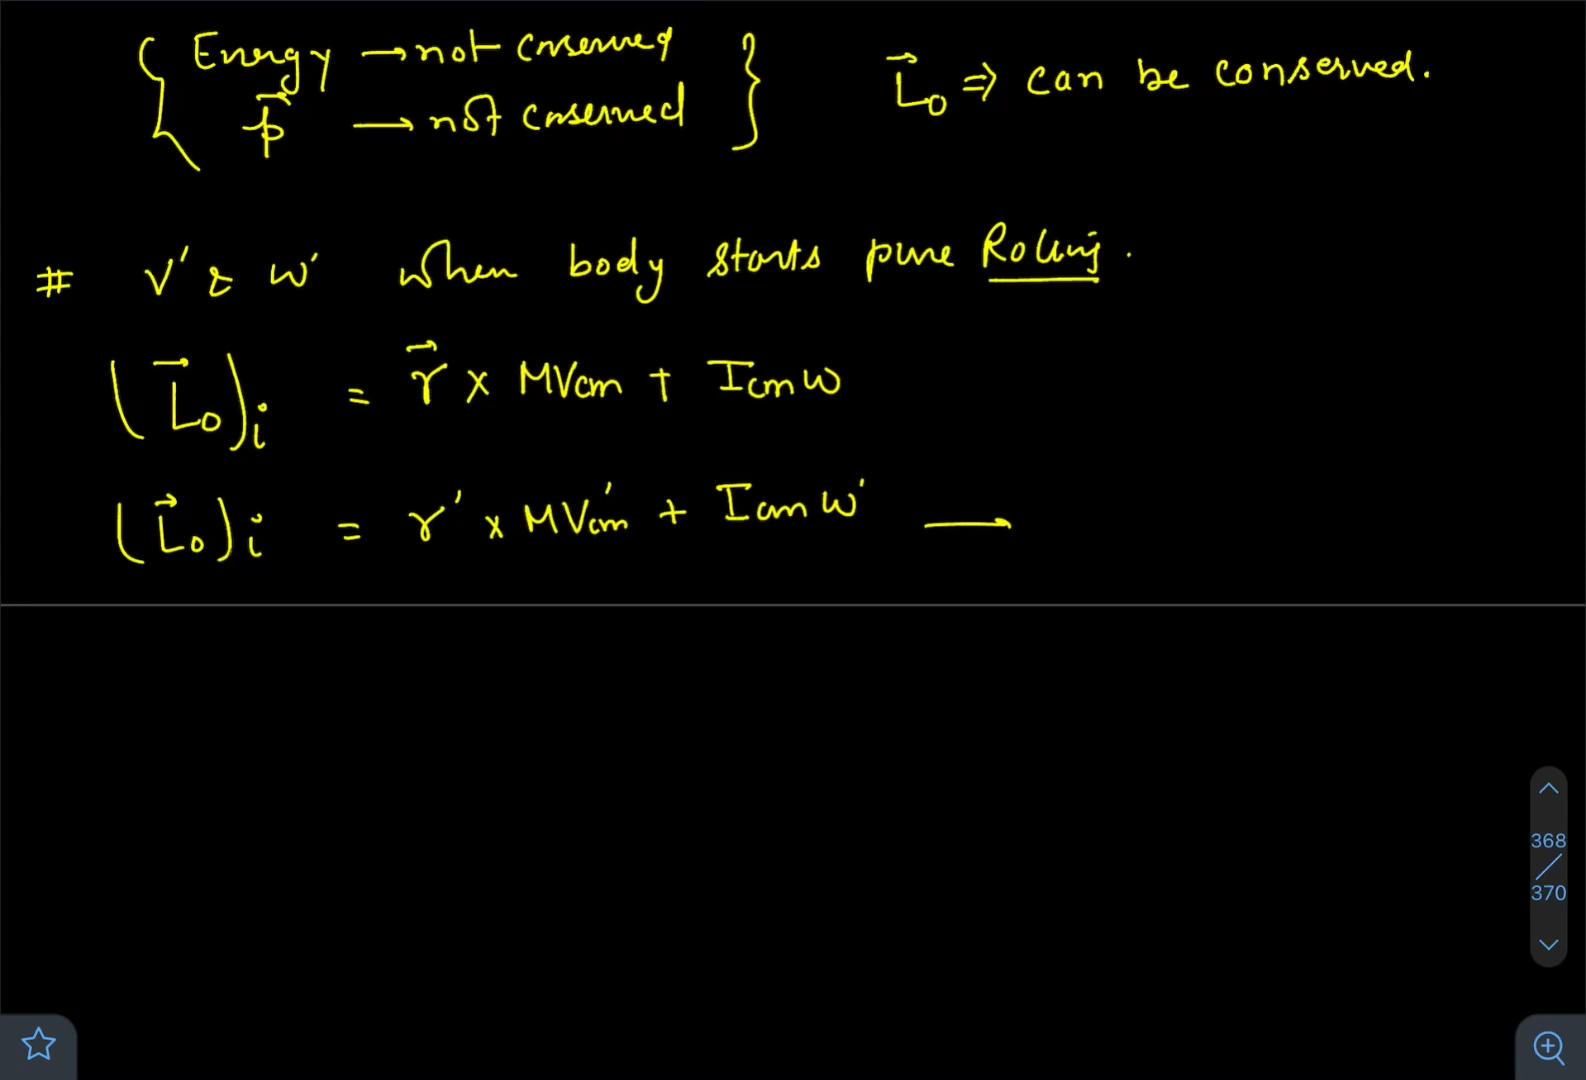 Energy → not conserved
L⃗o ⇒ can be conserved.
p⃗ → not conserved
# v' & w' when body starts pure Rolling.
(L⃗o)i = r⃗ × MVcm + Icm w
(L⃗o)i = r' × MV'cm + Icm w' →
368
370